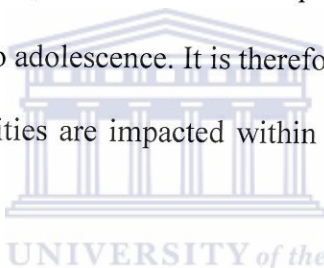 o adolescence. It is therefo
ities are impacted within
UNIVERSITY of the